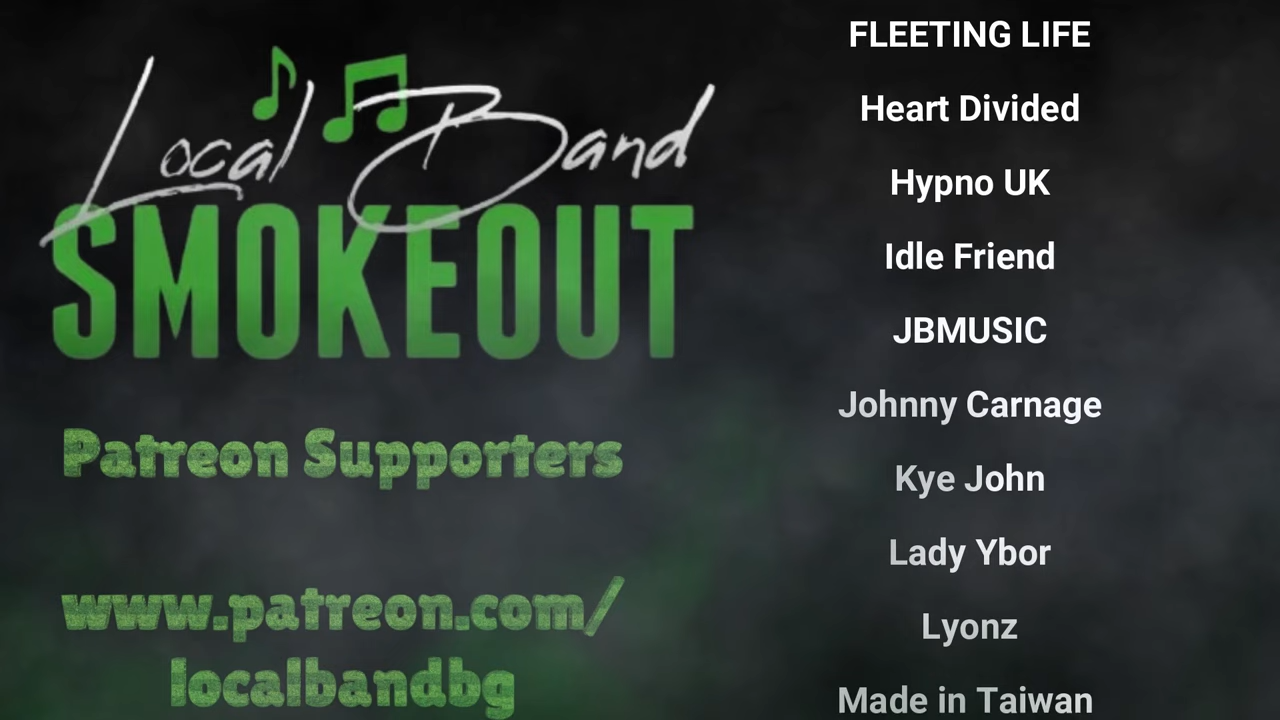 Local Band
SMOKEOUT
Patreon Supporters
www.patreon.com/
localbandbg
FLEETING LIFE
Heart Divided
Hypno UK
Idle Friend
JBMUSIC
Johnny Carnage
Kye John
Lady Ybor
Lyonz
Made in Taiwan